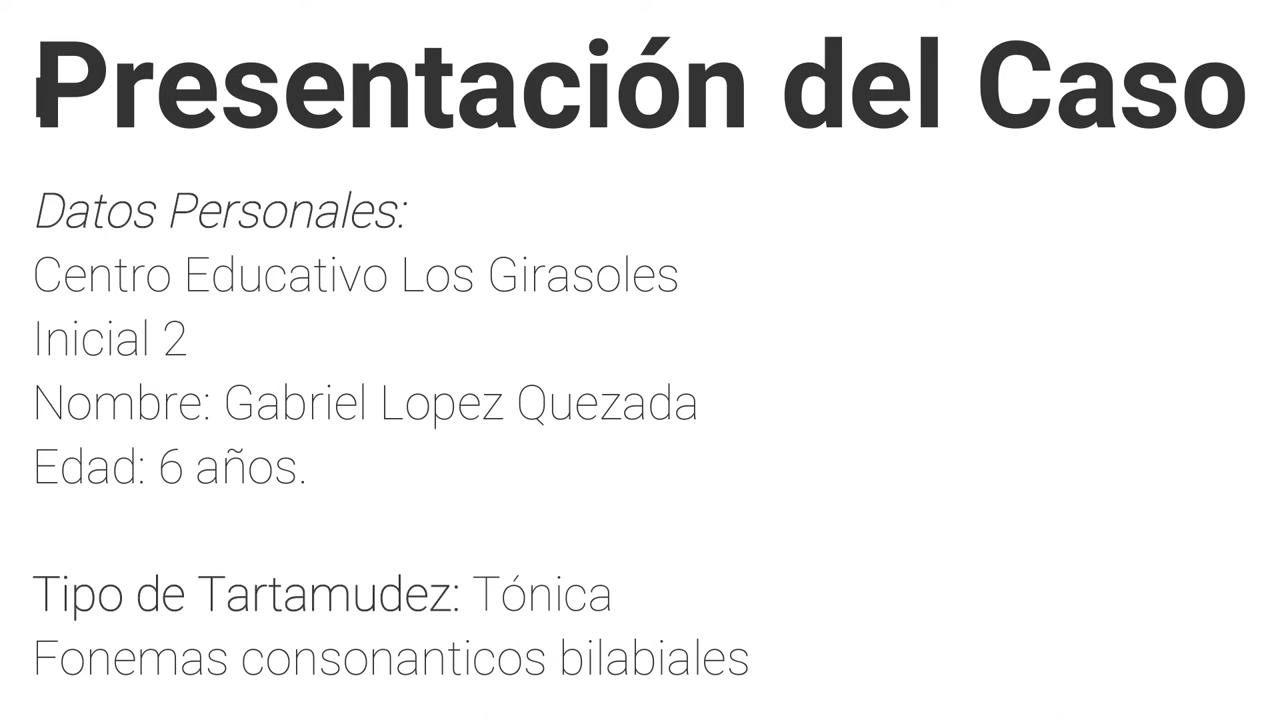 Presentación del Caso
Datos Personales:
Centro Educativo Los Girasoles
Inicial 2
Nombre: Gabriel Lopez Quezada
Edad: 6 años.
Tipo de Tartamudez: Tónica
Fonemas consonanticos bilabiales